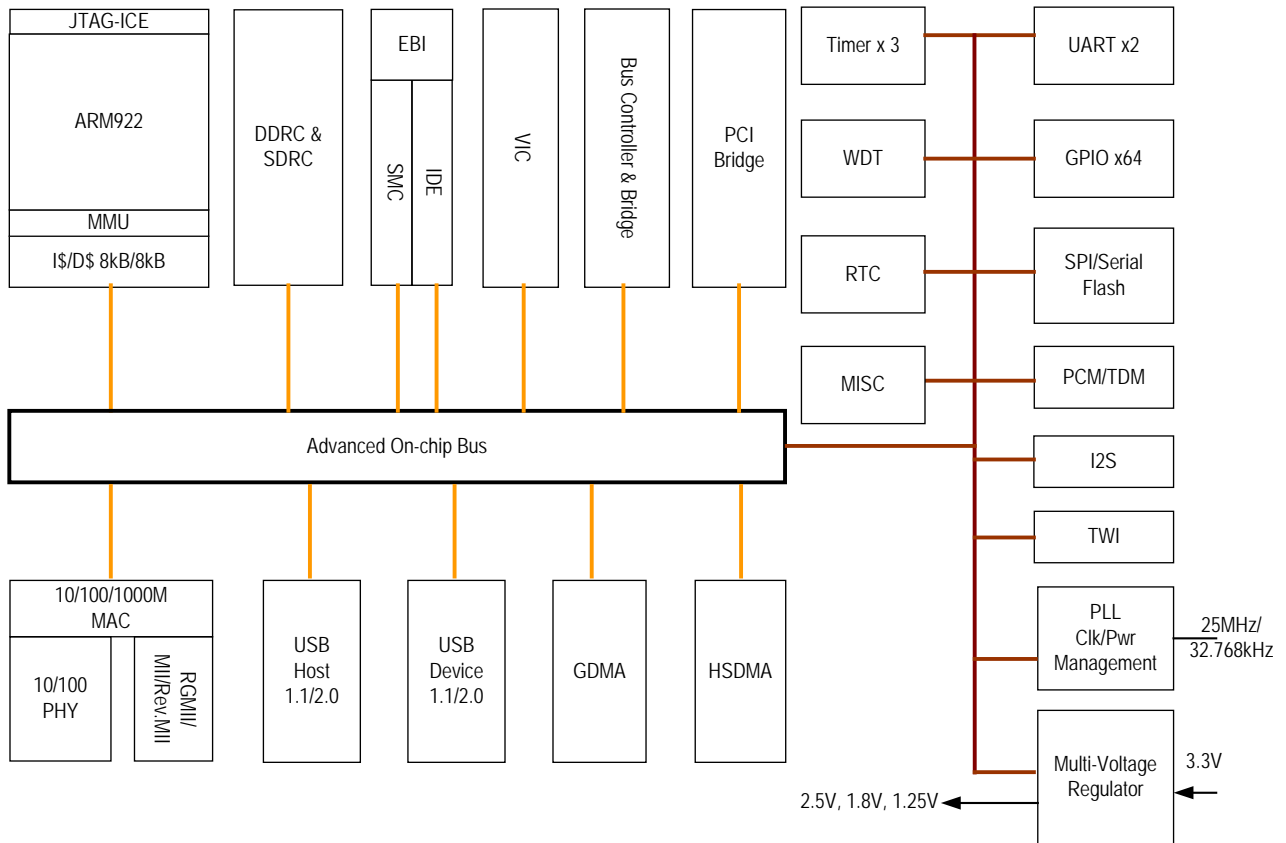 JTAG-ICE
ARM922
MMU
I$/D$ 8kB/8kB
DDRC &
SDRC
EBI
SMC
IDE
VIC
Bus Controller & Bridge
PCI
Bridge
Timer x 3
UART x2
WDT
GPIO x64
RTC
SPI/Serial
Flash
MISC
PCM/TDM
Advanced On-chip Bus
I2S
TWI
10/100/1000M
MAC
10/100
PHY
RGMII/
MII/Rev.MII
USB
Host
1.1/2.0
USB
Device
1.1/2.0
GDMA
HSDMA
PLL
Clk/Pwr
Management
25MHz/
32.768kHz
Multi-Voltage
Regulator
3.3V
2.5V, 1.8V, 1.25V